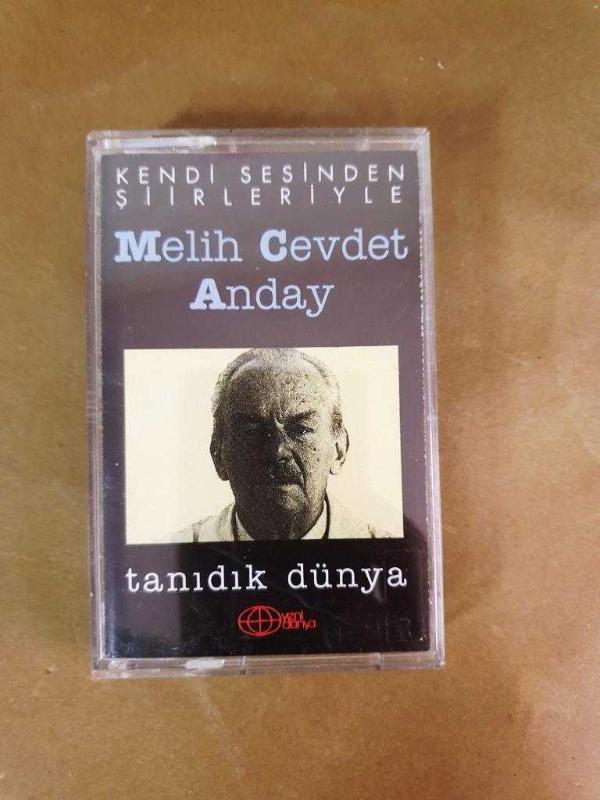 KENDİ SESİNDEN
ŞİİRLERİYLE
Melih Cevdet
Anday
tanıdık dünya
yeni
dünya